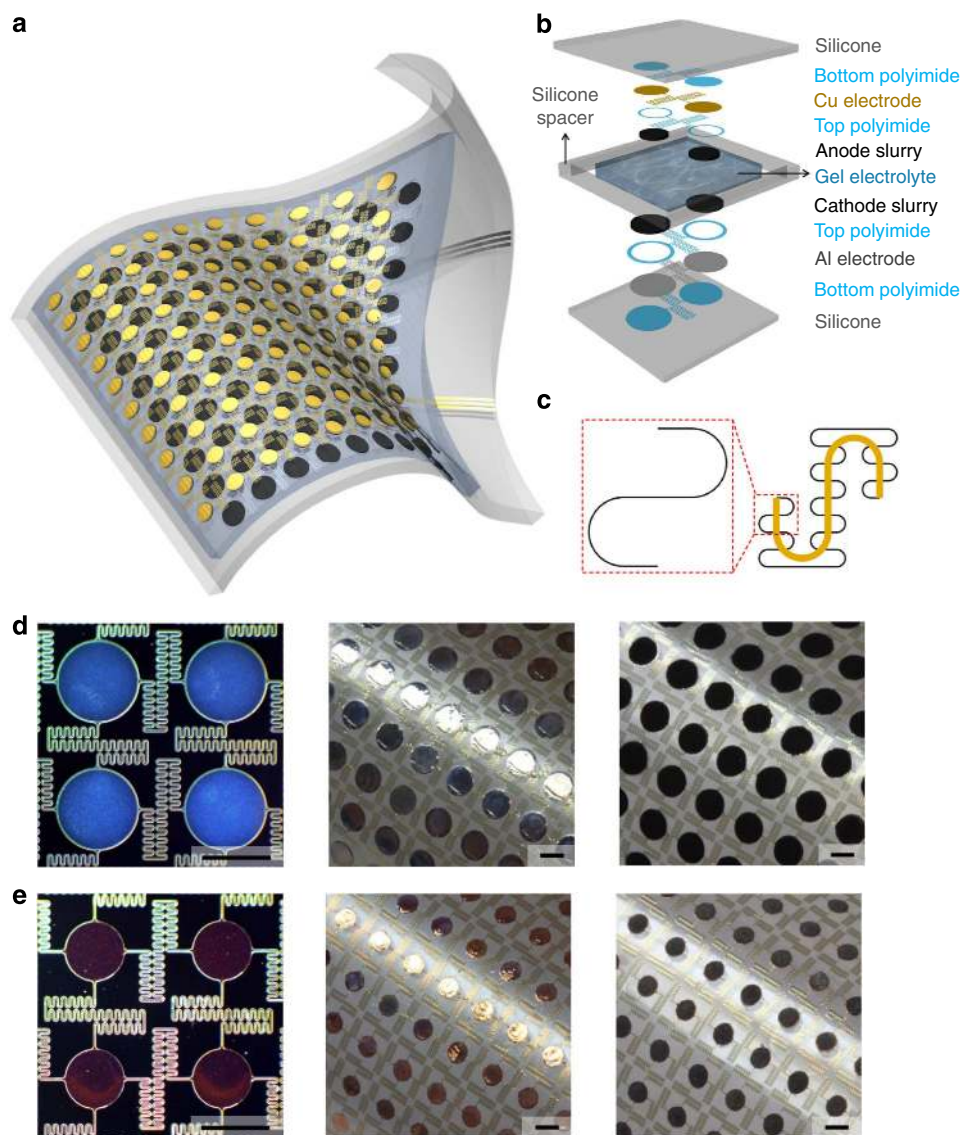 a
b
Silicone
Bottom polyimide
Cu electrode
Top polyimide
Anode slurry
Gel electrolyte
Cathode slurry
Top polyimide
Al electrode
Bottom polyimide
Silicone
Silicone
spacer
c
d
e